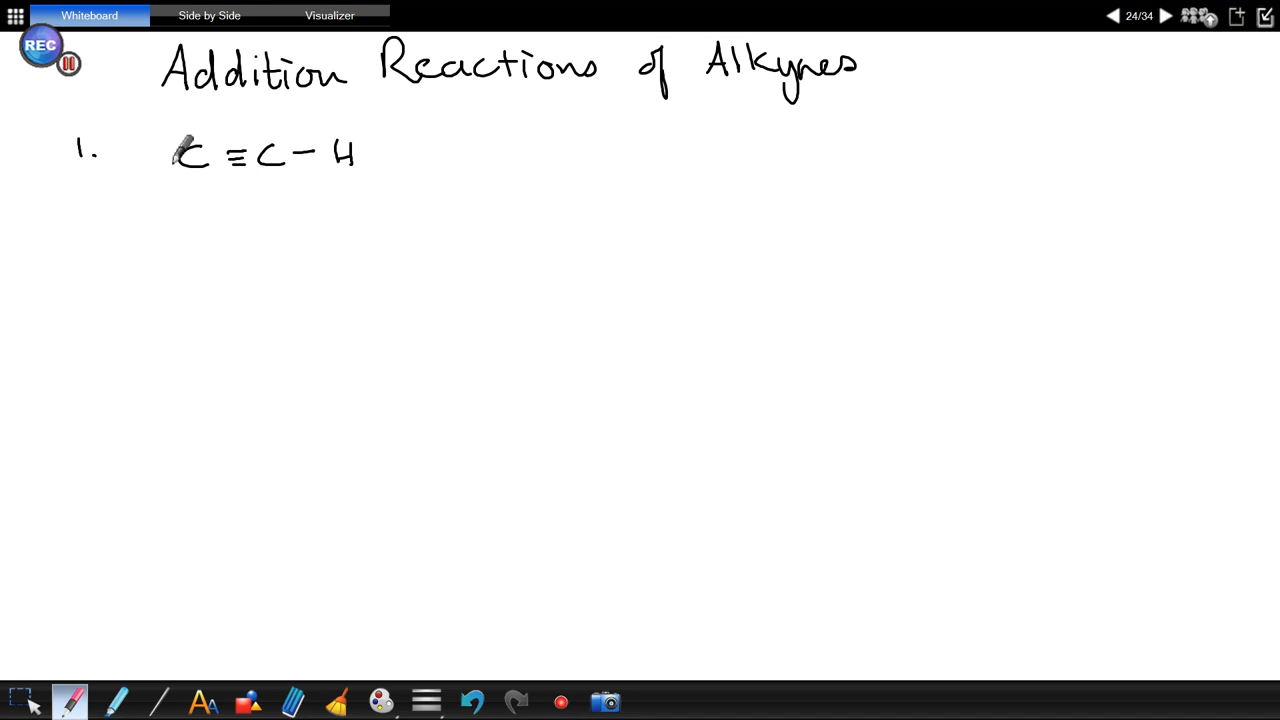 Whiteboard Side by Side Visualizer 24/34
REC
Addition Reactions of Alkynes
1. C ≡ C - H